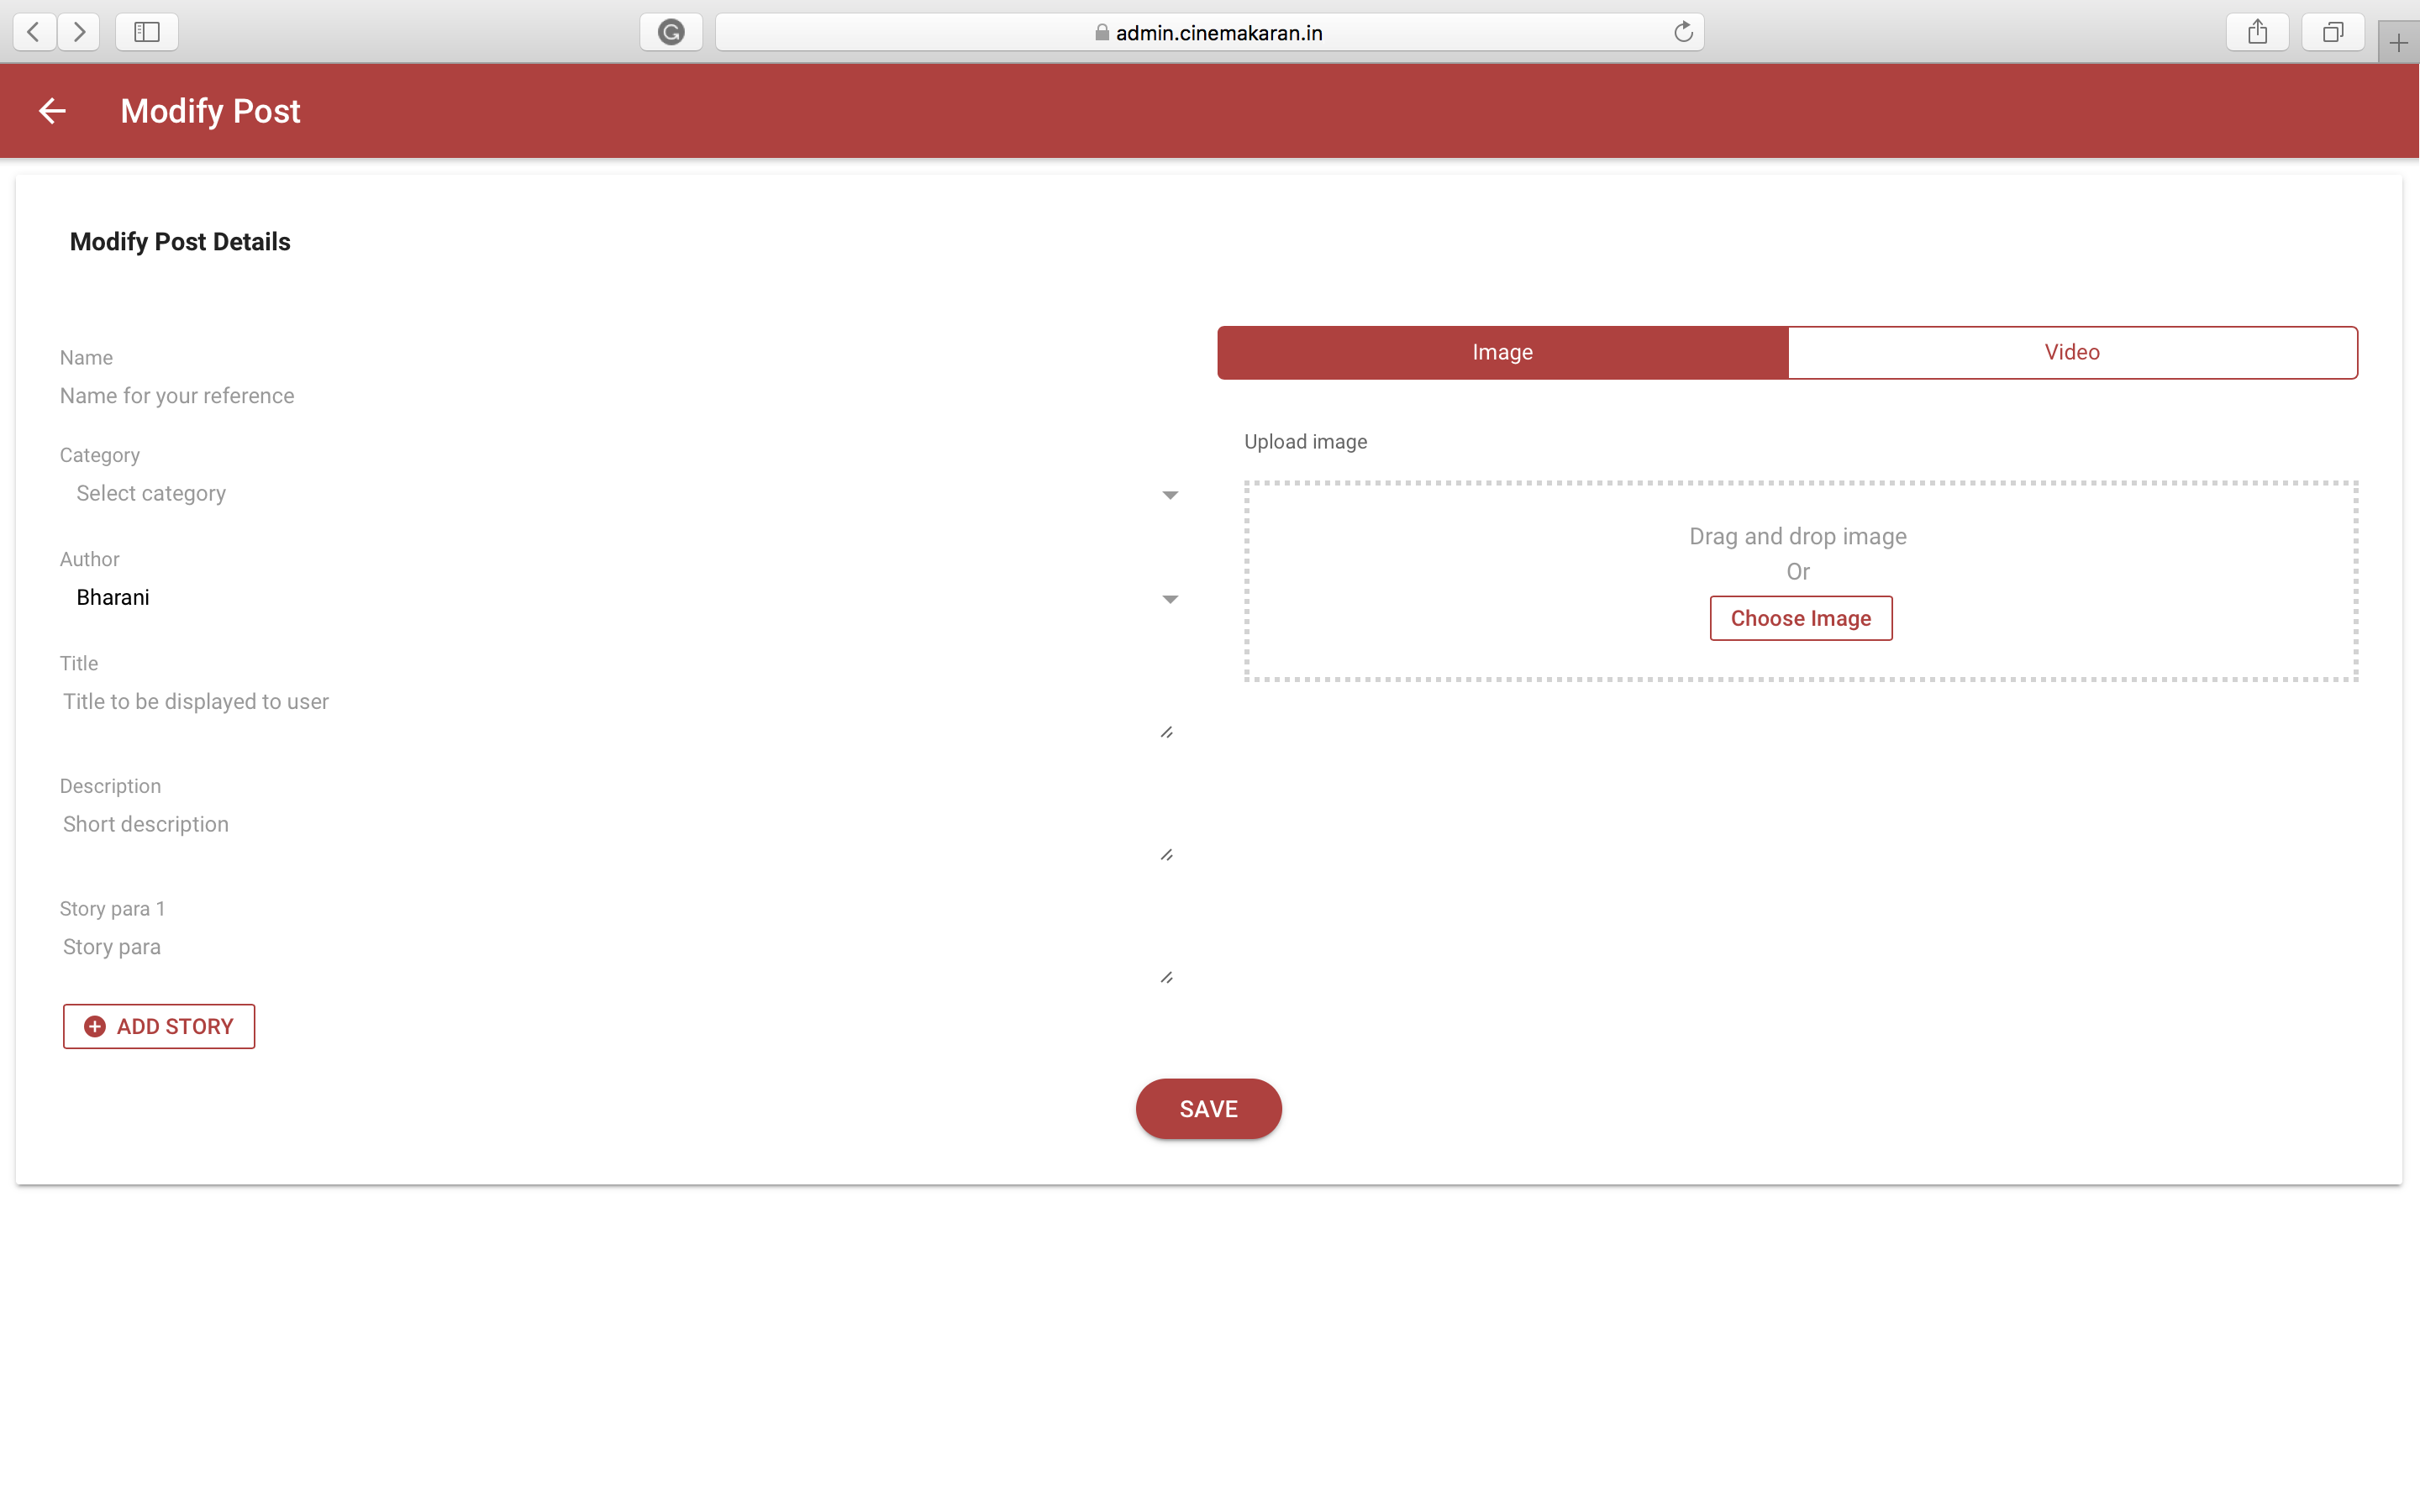 admin.cinemakaran.in
Modify Post
Modify Post Details
Name
Name for your reference
Category
Select category
Author
Bharani
Title
Title to be displayed to user
Description
Short description
Story para 1
Story para
ADD STORY
Image
Video
Upload image
Drag and drop image
Or
Choose Image
SAVE